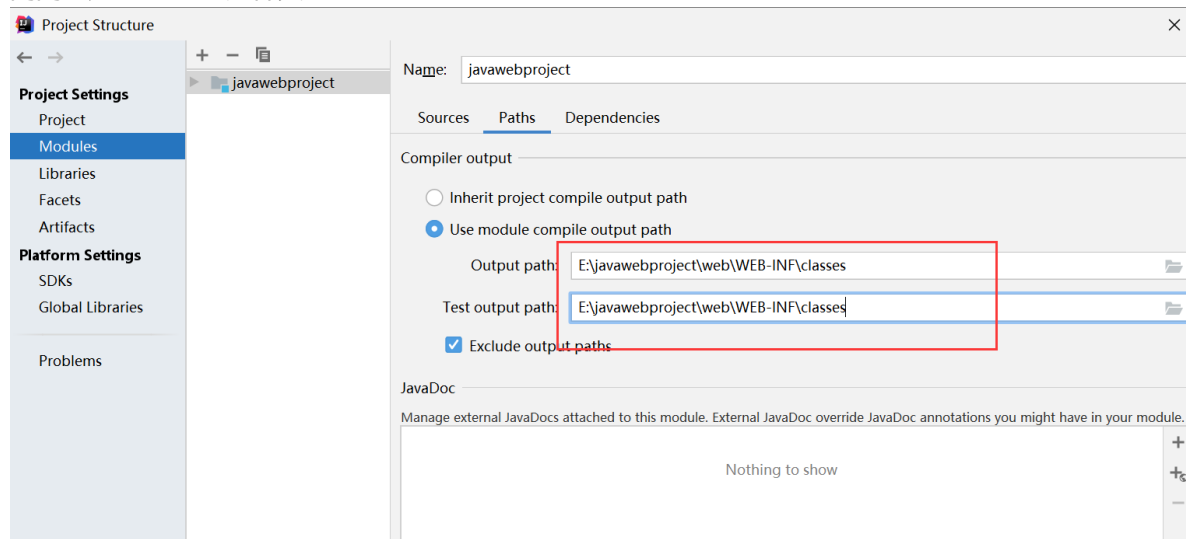 Project Structure
Project Settings
Project
Modules
Libraries
Facets
Artifacts
Platform Settings
SDKs
Global Libraries
Problems
javawebproject
Name: javawebproject
Sources Paths Dependencies
Compiler output
Inherit project compile output path
Use module compile output path
Output path: E:\javawebproject\web\WEB-INF\classes
Test output path: E:\javawebproject\web\WEB-INF\classes
Exclude output paths
JavaDoc
Manage external JavaDocs attached to this module. External JavaDoc override JavaDoc annotations you might have in your module.
Nothing to show